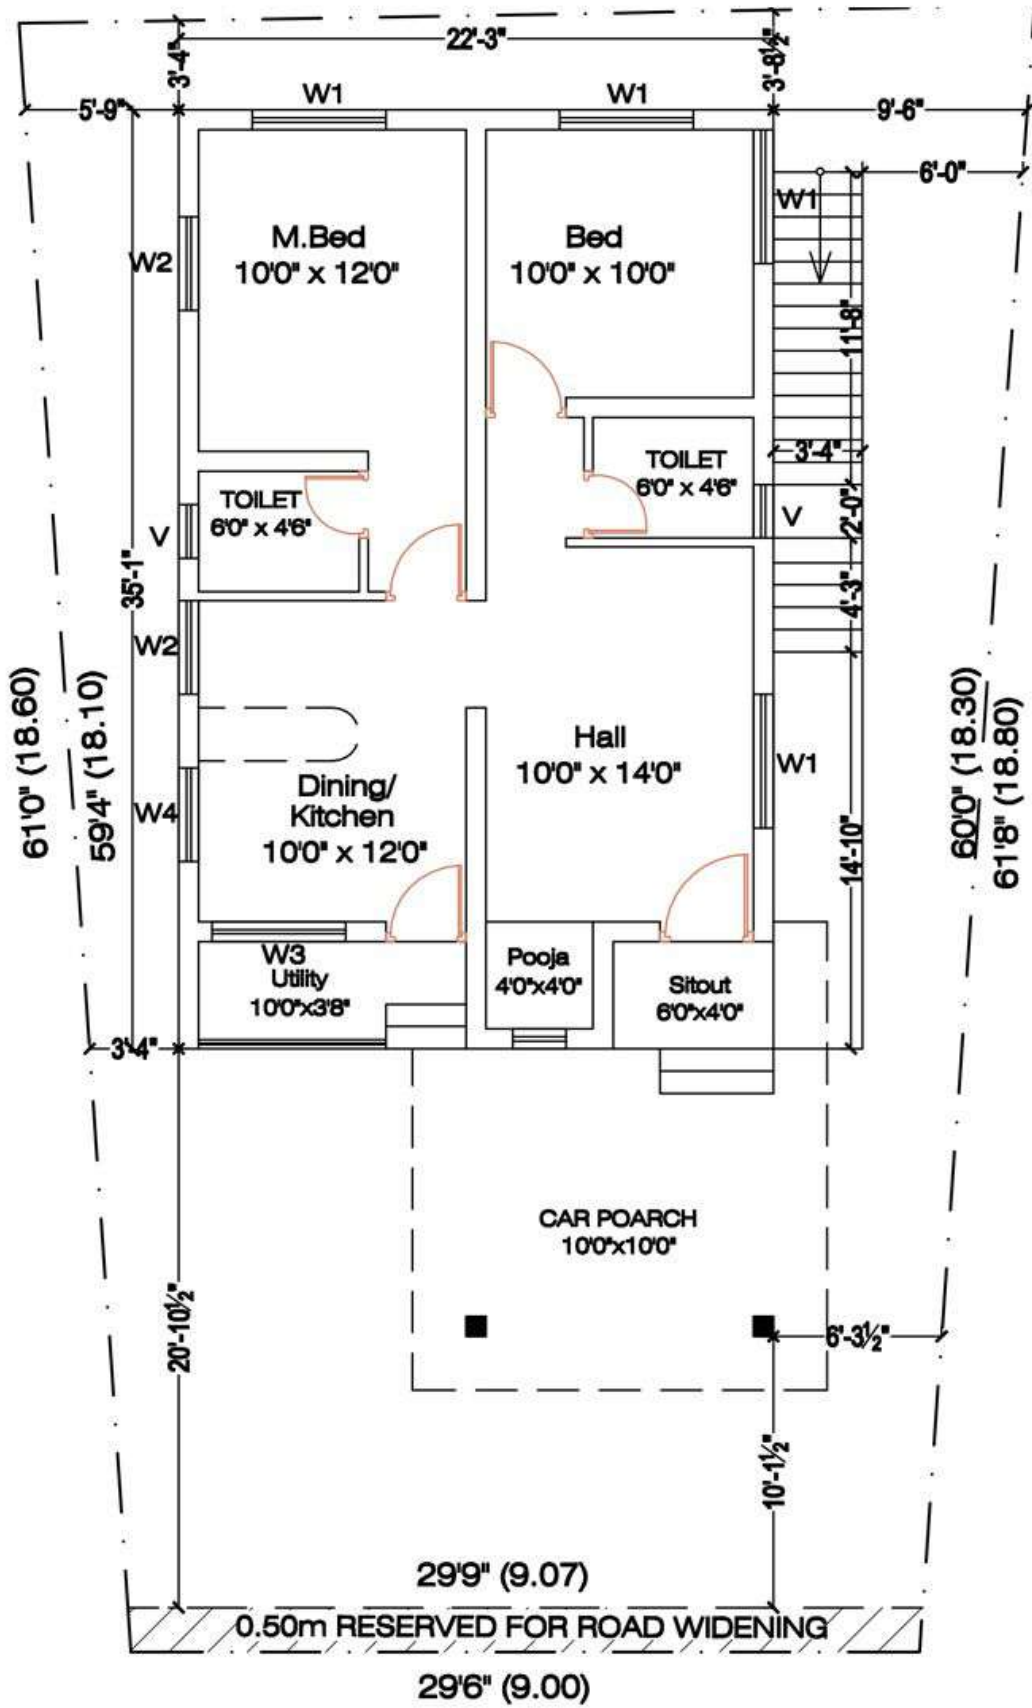 22'-3"
3'-4"
3'-8½"
5'-9"
W1
W1
9'-6"
6'-0"
W1
M.Bed
10'0" x 12'0"
Bed
10'0" x 10'0"
W2
11'-8"
3'-4"
TOILET
6'0" x 4'6"
TOILET
6'0" x 4'6"
V
V
2'-0"
35'-1"
4'-3"
W2
61'0" (18.60)
59'4" (18.10)
60'0" (18.30)
61'8" (18.80)
Hall
10'0" x 14'0"
W1
Dining/
Kitchen
10'0" x 12'0"
W4
14'-10"
W3
Utility
10'0"x3'8"
Pooja
4'0"x4'0"
Sitout
6'0"x4'0"
3'-4"
CAR POARCH
10'0"x10'0"
20'-10½"
6'-3½"
10'-1½"
29'9" (9.07)
0.50m RESERVED FOR ROAD WIDENING
29'6" (9.00)